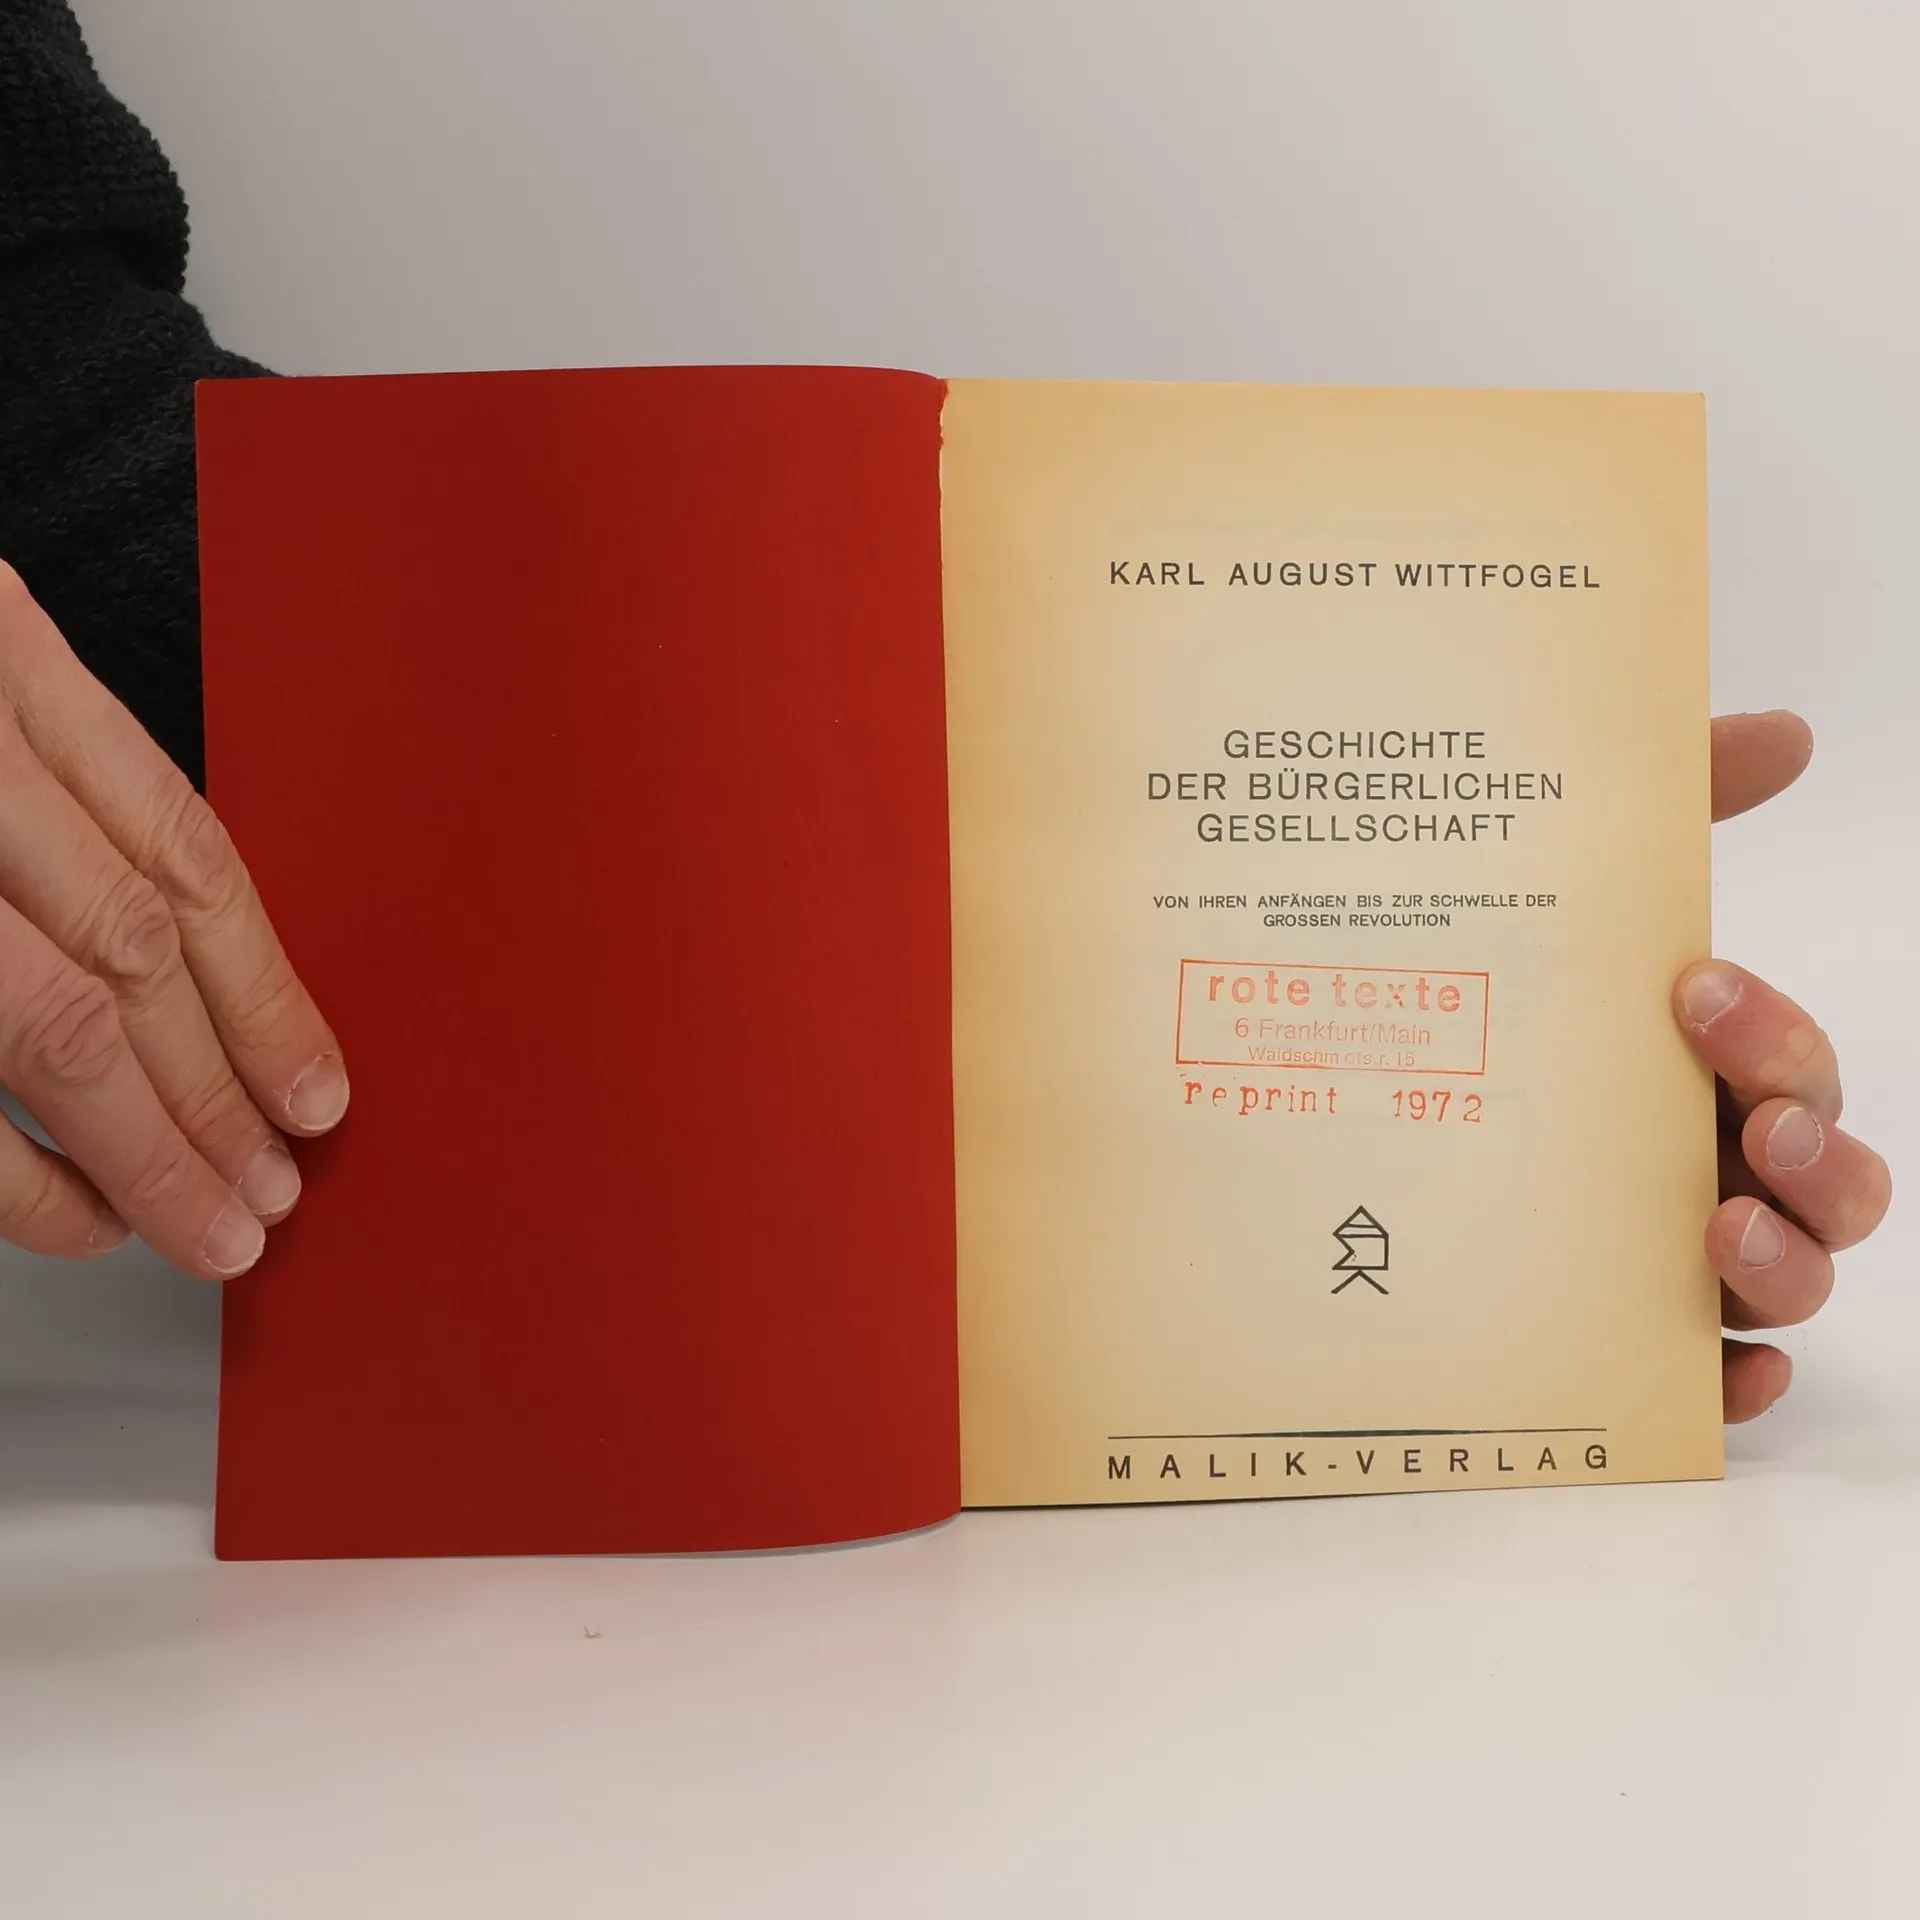 KARL AUGUST WITTFOGEL
GESCHICHTE
DER BÜRGERLICHEN
GESELLSCHAFT
VON IHREN ANFÄNGEN BIS ZUR SCHWELLE DER
GROSSEN REVOLUTION
rote texte
6 Frankfurt/Main
15
reprint 1972
MALIK-VERLAG